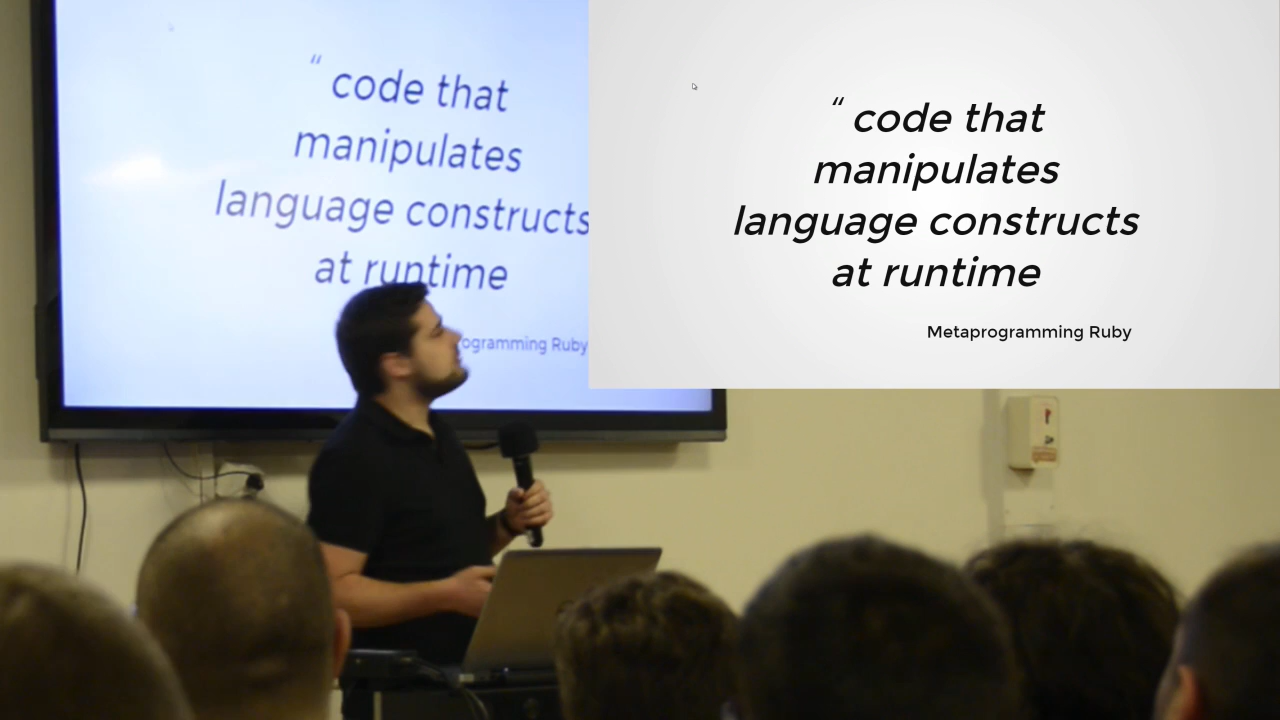 “ code that
manipulates
language constructs
at runtime
ogramming Ruby
“ code that
manipulates
language constructs
at runtime
Metaprogramming Ruby